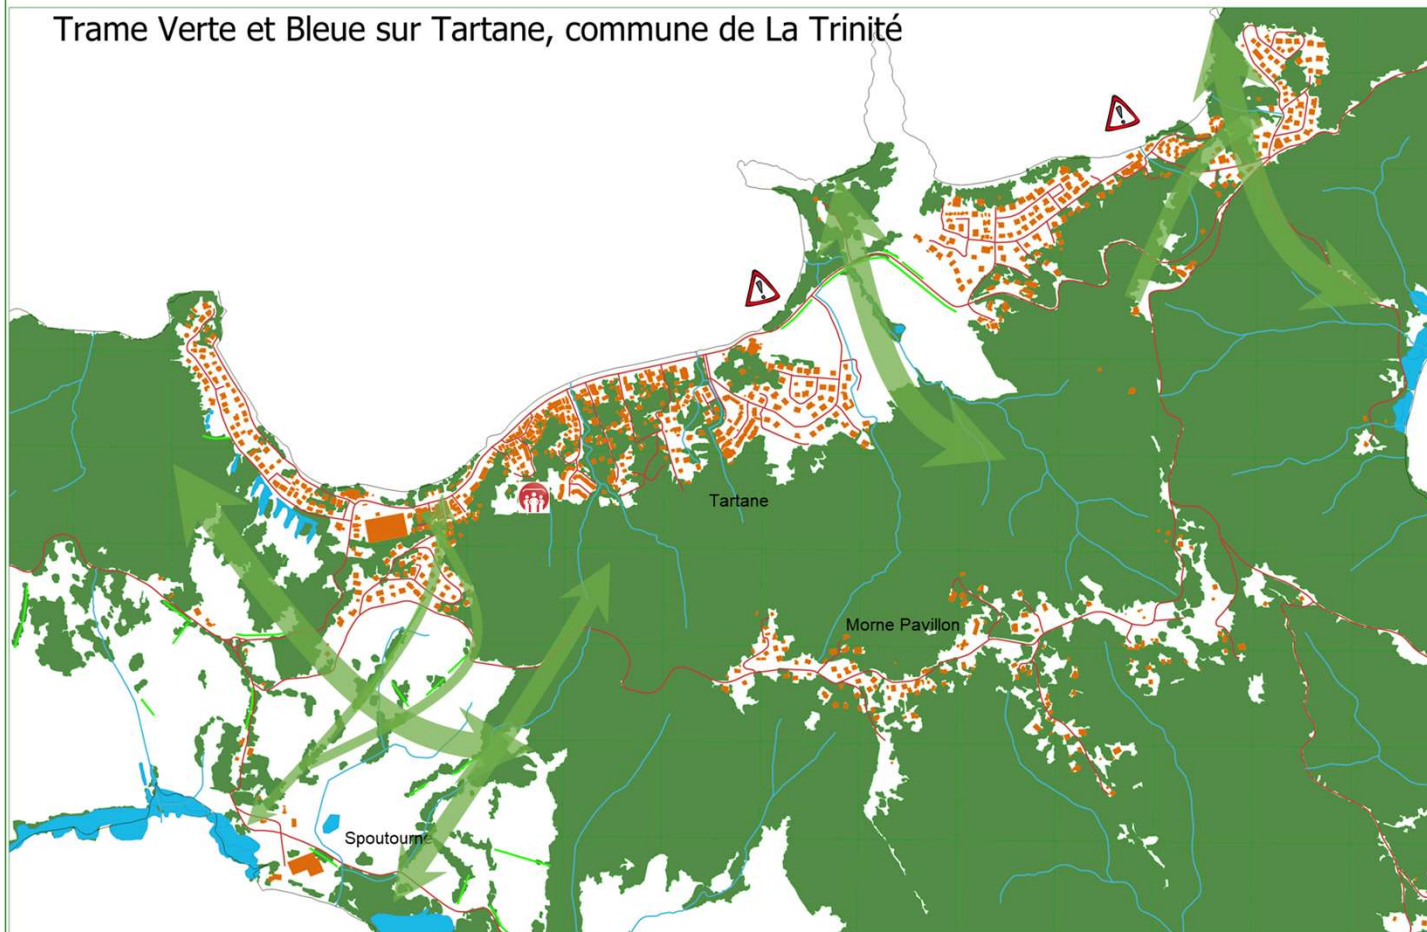 Trame Verte et Bleue sur Tartane, commune de La Trinité
Tartane
Morne Pavillon
Spoutourne